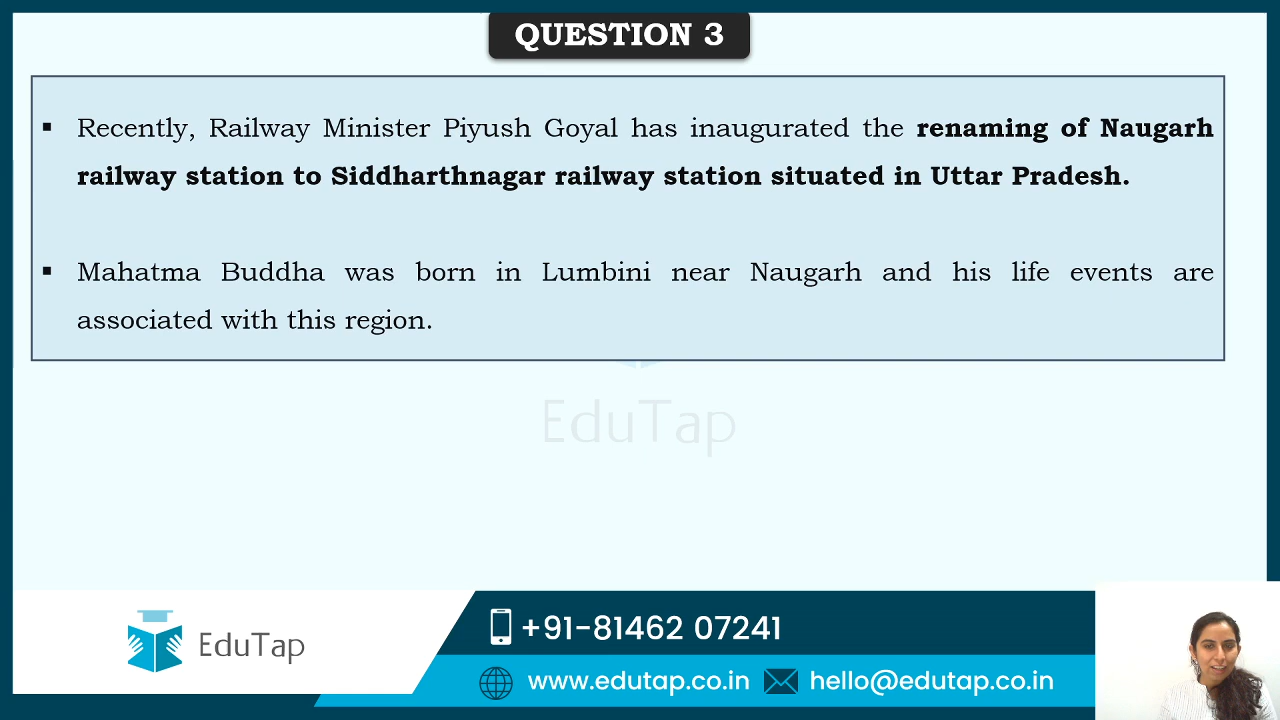 QUESTION 3
▪ Recently, Railway Minister Piyush Goyal has inaugurated the renaming of Naugarh
railway station to Siddharthnagar railway station situated in Uttar Pradesh.
▪ Mahatma Buddha was born in Lumbini near Naugarh and his life events are
associated with this region.
EduTap
EduTap
+91-81462 07241
www.edutap.co.in
hello@edutap.co.in